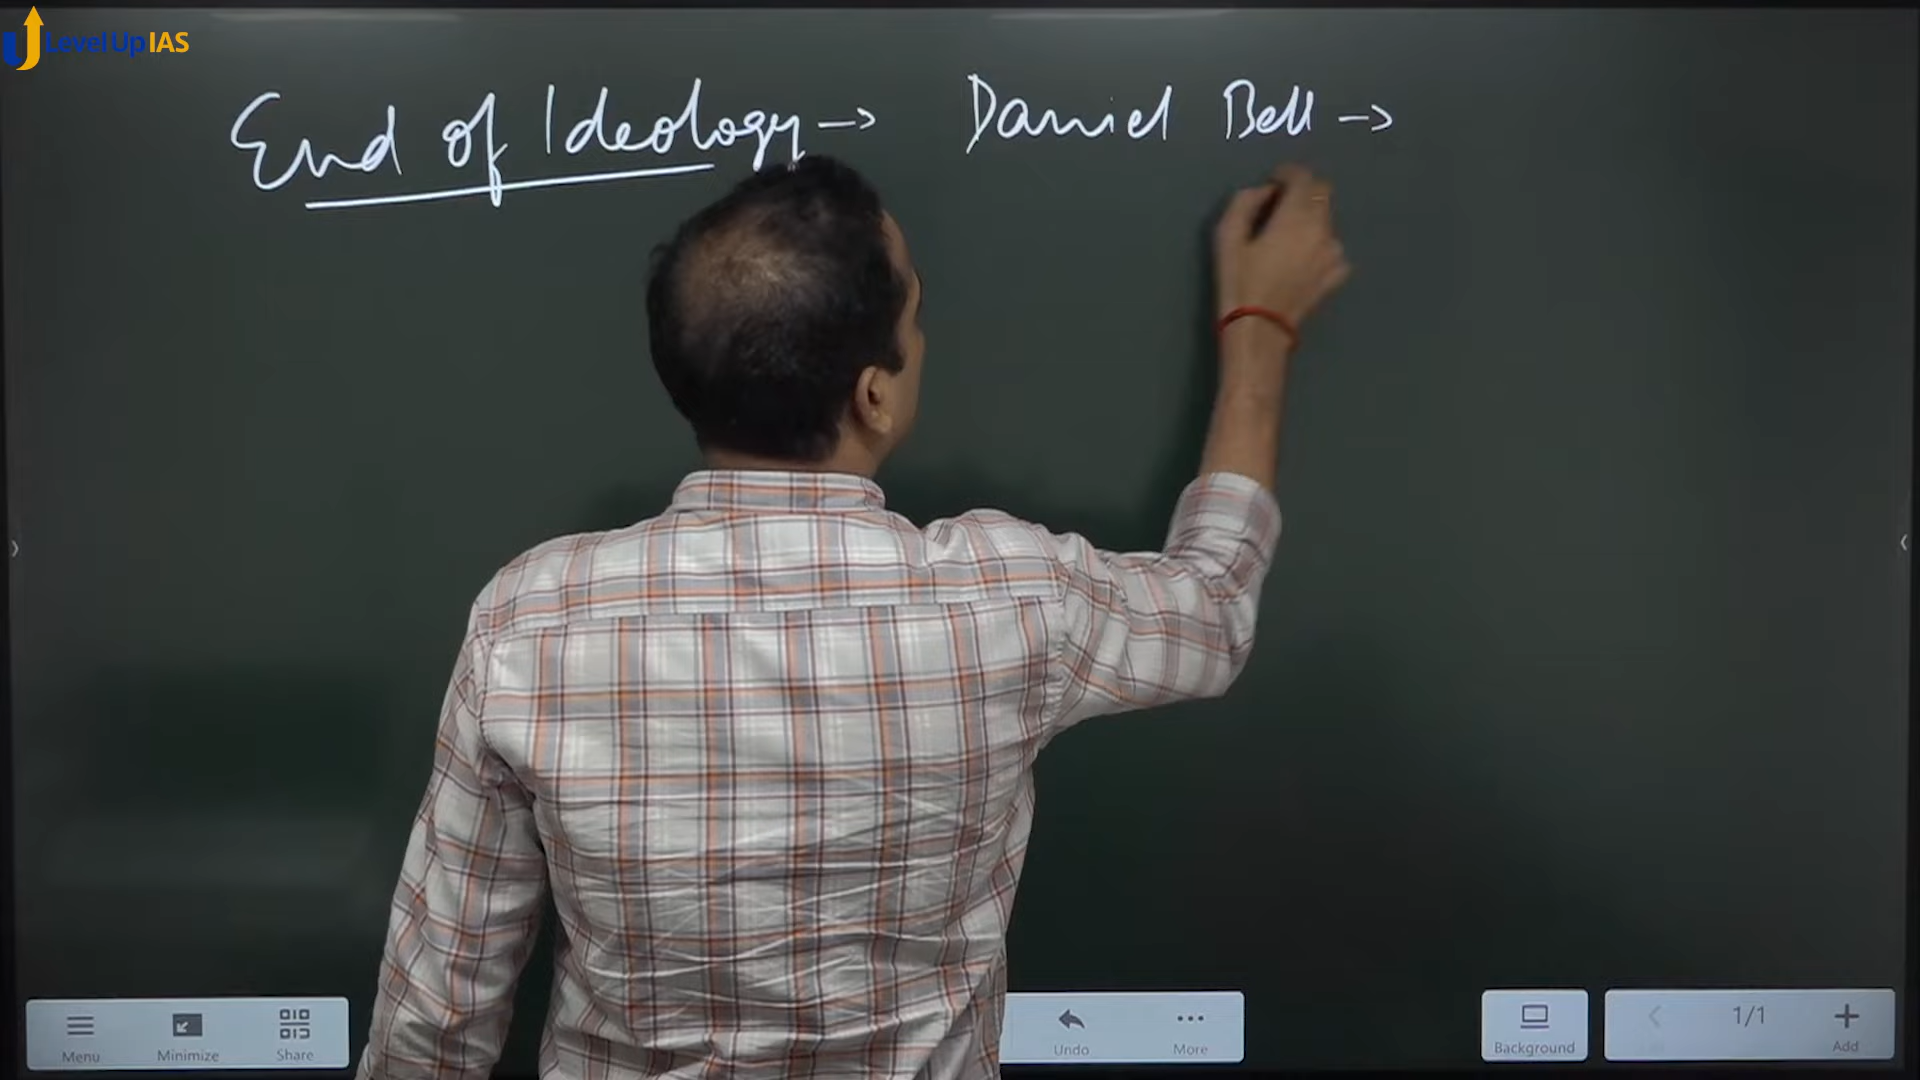 Level Up IAS
End of Ideology → Daniel Bell →
Menu
Minimize
Share
Undo
More
Background
1/1
Add